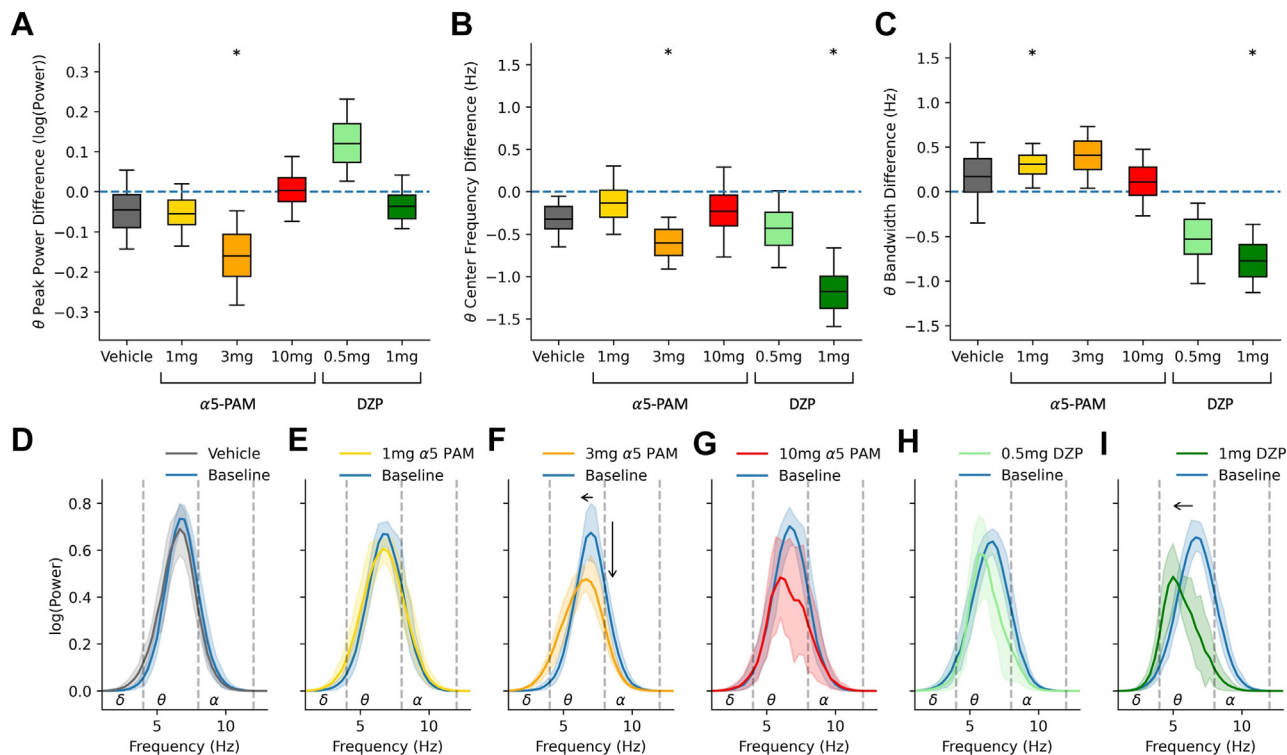 A
*
θ Peak Power Difference (log(Power))
0.3
0.2
0.1
0.0
−0.1
−0.2
−0.3
Vehicle 1mg 3mg 10mg 0.5mg 1mg
α5-PAM DZP
B
* *
θ Center Frequency Difference (Hz)
1.5
1.0
0.5
0.0
−0.5
−1.0
−1.5
Vehicle 1mg 3mg 10mg 0.5mg 1mg
α5-PAM DZP
C
* *
θ Bandwidth Difference (Hz)
1.5
1.0
0.5
0.0
−0.5
−1.0
−1.5
Vehicle 1mg 3mg 10mg 0.5mg 1mg
α5-PAM DZP
D
Vehicle
Baseline
log(Power)
0.8
0.6
0.4
0.2
0.0
δ θ α
5 10
Frequency (Hz)
E
1mg α5 PAM
Baseline
δ θ α
5 10
Frequency (Hz)
F
3mg α5 PAM
Baseline
δ θ α
5 10
Frequency (Hz)
G
10mg α5 PAM
Baseline
δ θ α
5 10
Frequency (Hz)
H
0.5mg DZP
Baseline
δ θ α
5 10
Frequency (Hz)
I
1mg DZP
Baseline
δ θ α
5 10
Frequency (Hz)